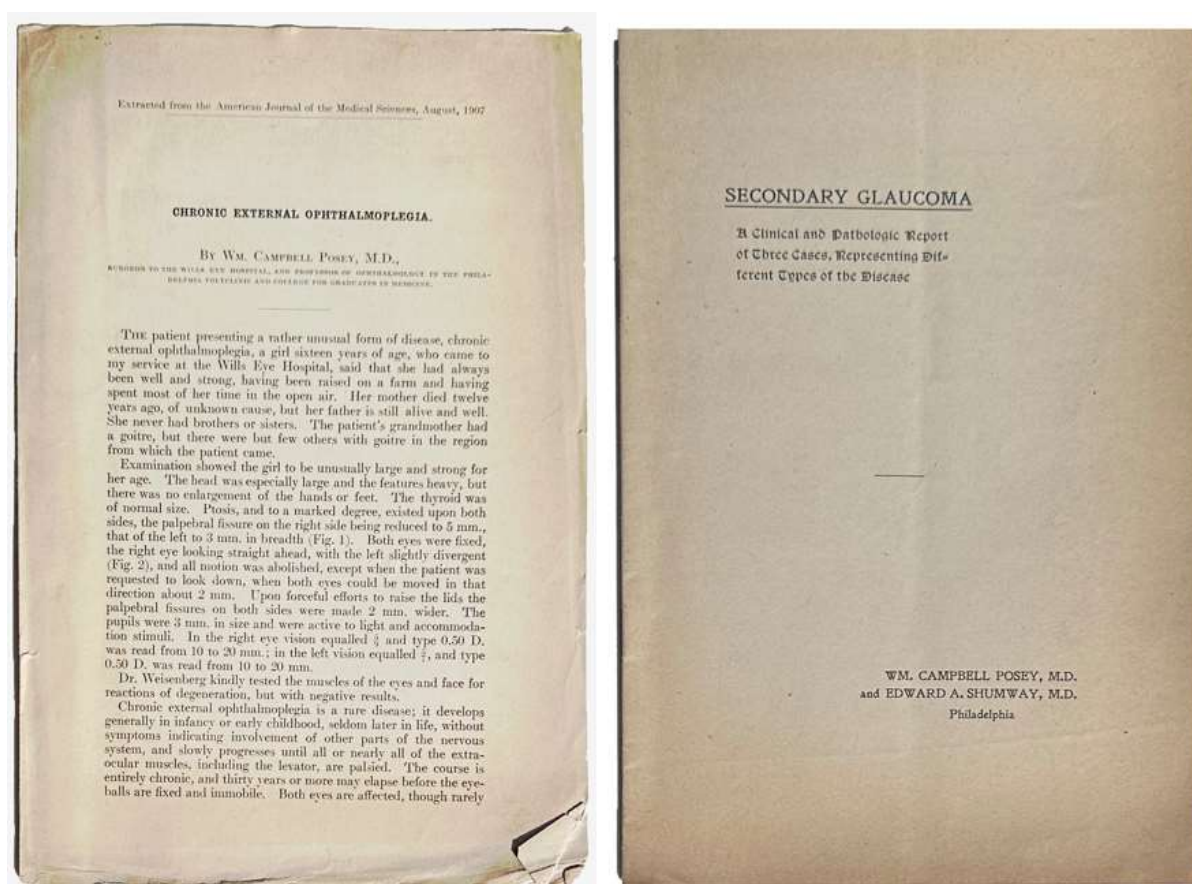 Extracted from the American Journal of the Medical Sciences, August, 1907
CHRONIC EXTERNAL OPHTHALMOPLEGIA.
BY WM. CAMPBELL POSEY, M.D.,
SURGEON TO THE WILLS EYE HOSPITAL, AND PROFESSOR OF OPHTHALMOLOGY IN THE PHILA-
DELPHIA POLYCLINIC AND COLLEGE FOR GRADUATES IN MEDICINE.
THE patient presenting a rather unusual form of disease, chronic
external ophthalmoplegia, a girl sixteen years of age, who came to
my service at the Wills Eye Hospital, said that she had always
been well and strong, having been raised on a farm and having
spent most of her time in the open air. Her mother died twelve
years ago, of unknown cause, but her father is still alive and well.
She never had brothers or sisters. The patient's grandmother had
a goitre, but there were but few others with goitre in the region
from which the patient came.
Examination showed the girl to be unusually large and strong for
her age. The head was especially large and the features heavy, but
there was no enlargement of the hands or feet. The thyroid was
of normal size. Ptosis, and to a marked degree, existed upon both
sides, the palpebral fissure on the right side being reduced to 5 mm.,
that of the left to 3 mm. in breadth (Fig. 1). Both eyes were fixed,
the right eye looking straight ahead, with the left slightly divergent
(Fig. 2), and all motion was abolished, except when the patient was
requested to look down, when both eyes could be moved in that
direction about 2 mm. Upon forceful efforts to raise the lids the
palpebral fissures on both sides were made 2 mm. wider. The
pupils were 3 mm. in size and were active to light and accommoda-
tion stimuli. In the right eye vision equalled and type 0.50 D.
was read from 10 to 20 mm.; in the left vision equalled , and type
0.50 D. was read from 10 to 20 mm.
Dr. Weisenberg kindly tested the muscles of the eyes and face for
reactions of degeneration, but with negative results.
Chronic external ophthalmoplegia is a rare disease; it develops
generally in infancy or early childhood, seldom later in life, without
symptoms indicating involvement of other parts of the nervous
system, and slowly progresses until all or nearly all of the extra-
ocular muscles, including the levator, are palsied. The course is
entirely chronic, and thirty years or more may elapse before the eye-
balls are fixed and immobile. Both eyes are affected, though rarely
SECONDARY GLAUCOMA
A Clinical and Pathologic Report
of Three Cases, Representing Dif-
ferent Types of the Disease
WM. CAMPBELL POSEY, M.D.
and EDWARD A. SHUMWAY, M.D.
Philadelphia